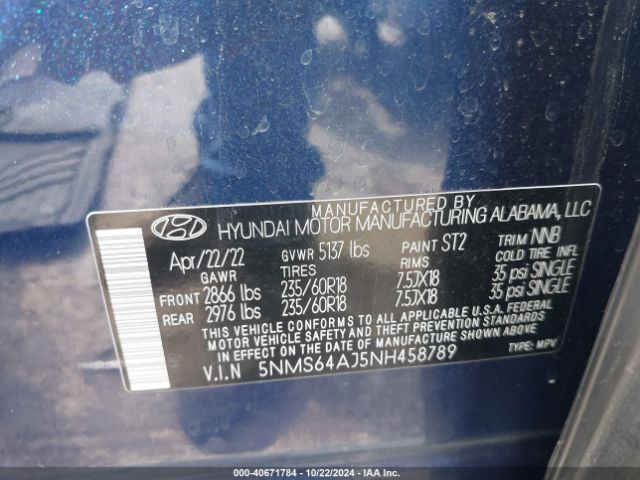 MANUFACTURED BY
HYUNDAI MOTOR MANUFACTURING ALABAMA, LLC
Apr/22/22 GVWR 5137 lbs PAINT ST2 TRIM NNB
GAWR TIRES RIMS COLD TIRE INFL
FRONT 2866 lbs 235/60R18 7.5JX18 35 psi SINGLE
REAR 2976 lbs 235/60R18 7.5JX18 35 psi SINGLE
THIS VEHICLE CONFORMS TO ALL APPLICABLE U.S.A. FEDERAL
MOTOR VEHICLE SAFETY AND THEFT PREVENTION STANDARDS
IN EFFECT ON THE DATE OF MANUFACTURE SHOWN ABOVE.
V.I.N 5NMS64AJ5NH458789 TYPE: MPV
000-40671784 - 10/22/2024 - IAA Inc.